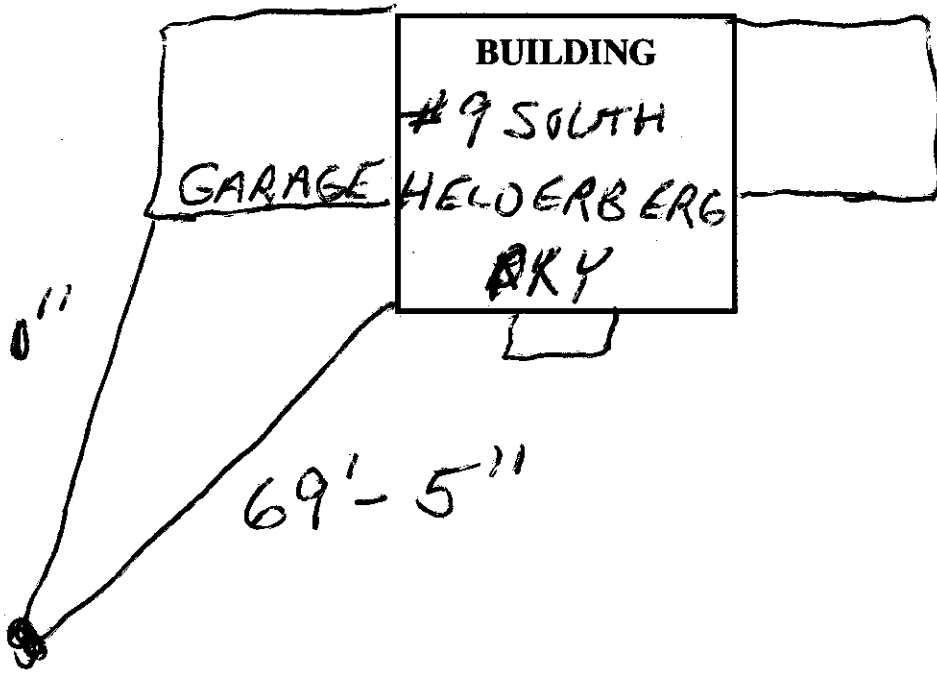 BUILDING
#9 SOUTH
GARAGE HELDERBERG
PKY
0"
69'-5"